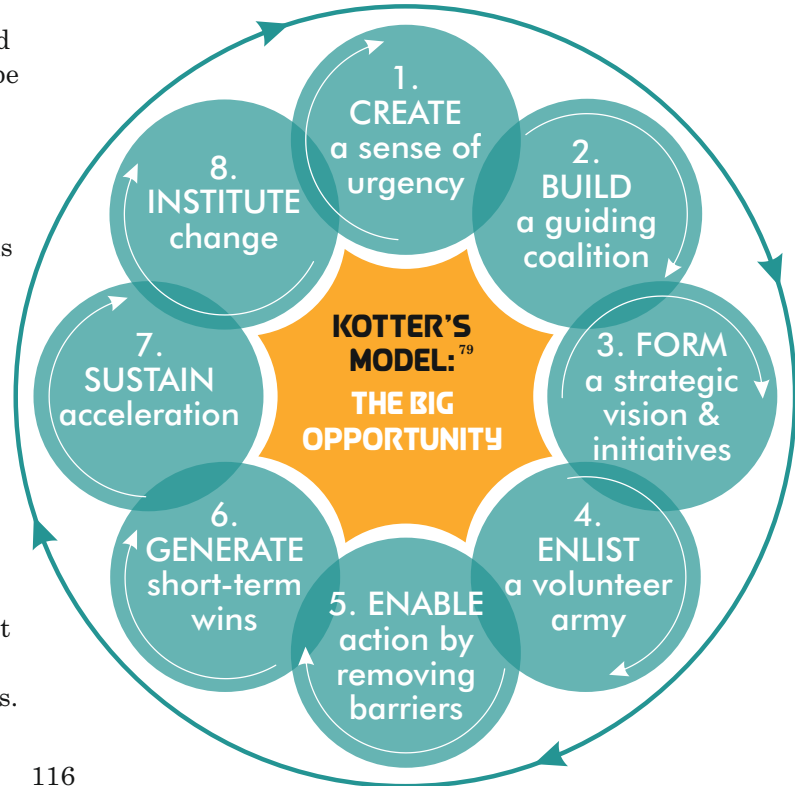 1.
CREATE
a sense of
urgency
2.
BUILD
a guiding
coalition
3. FORM
a strategic
vision &
initiatives
4.
ENLIST
a volunteer
army
5. ENABLE
action by
removing
barriers
6.
GENERATE
short-term
wins
7.
SUSTAIN
acceleration
8.
INSTITUTE
change
KOTTER'S
MODEL: 79
THE BIG
OPPORTUNITY
116